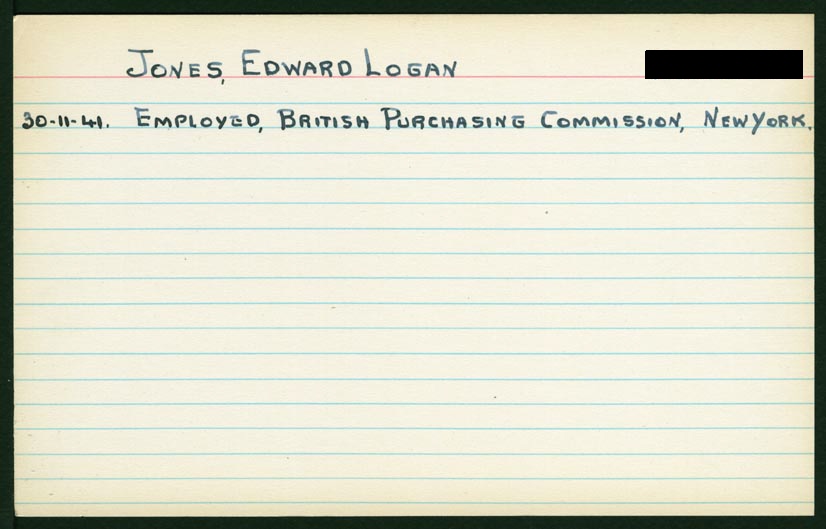 JONES, EDWARD LOGAN
30-11-41. EMPLOYED, BRITISH PURCHASING COMMISSION, NEW YORK.